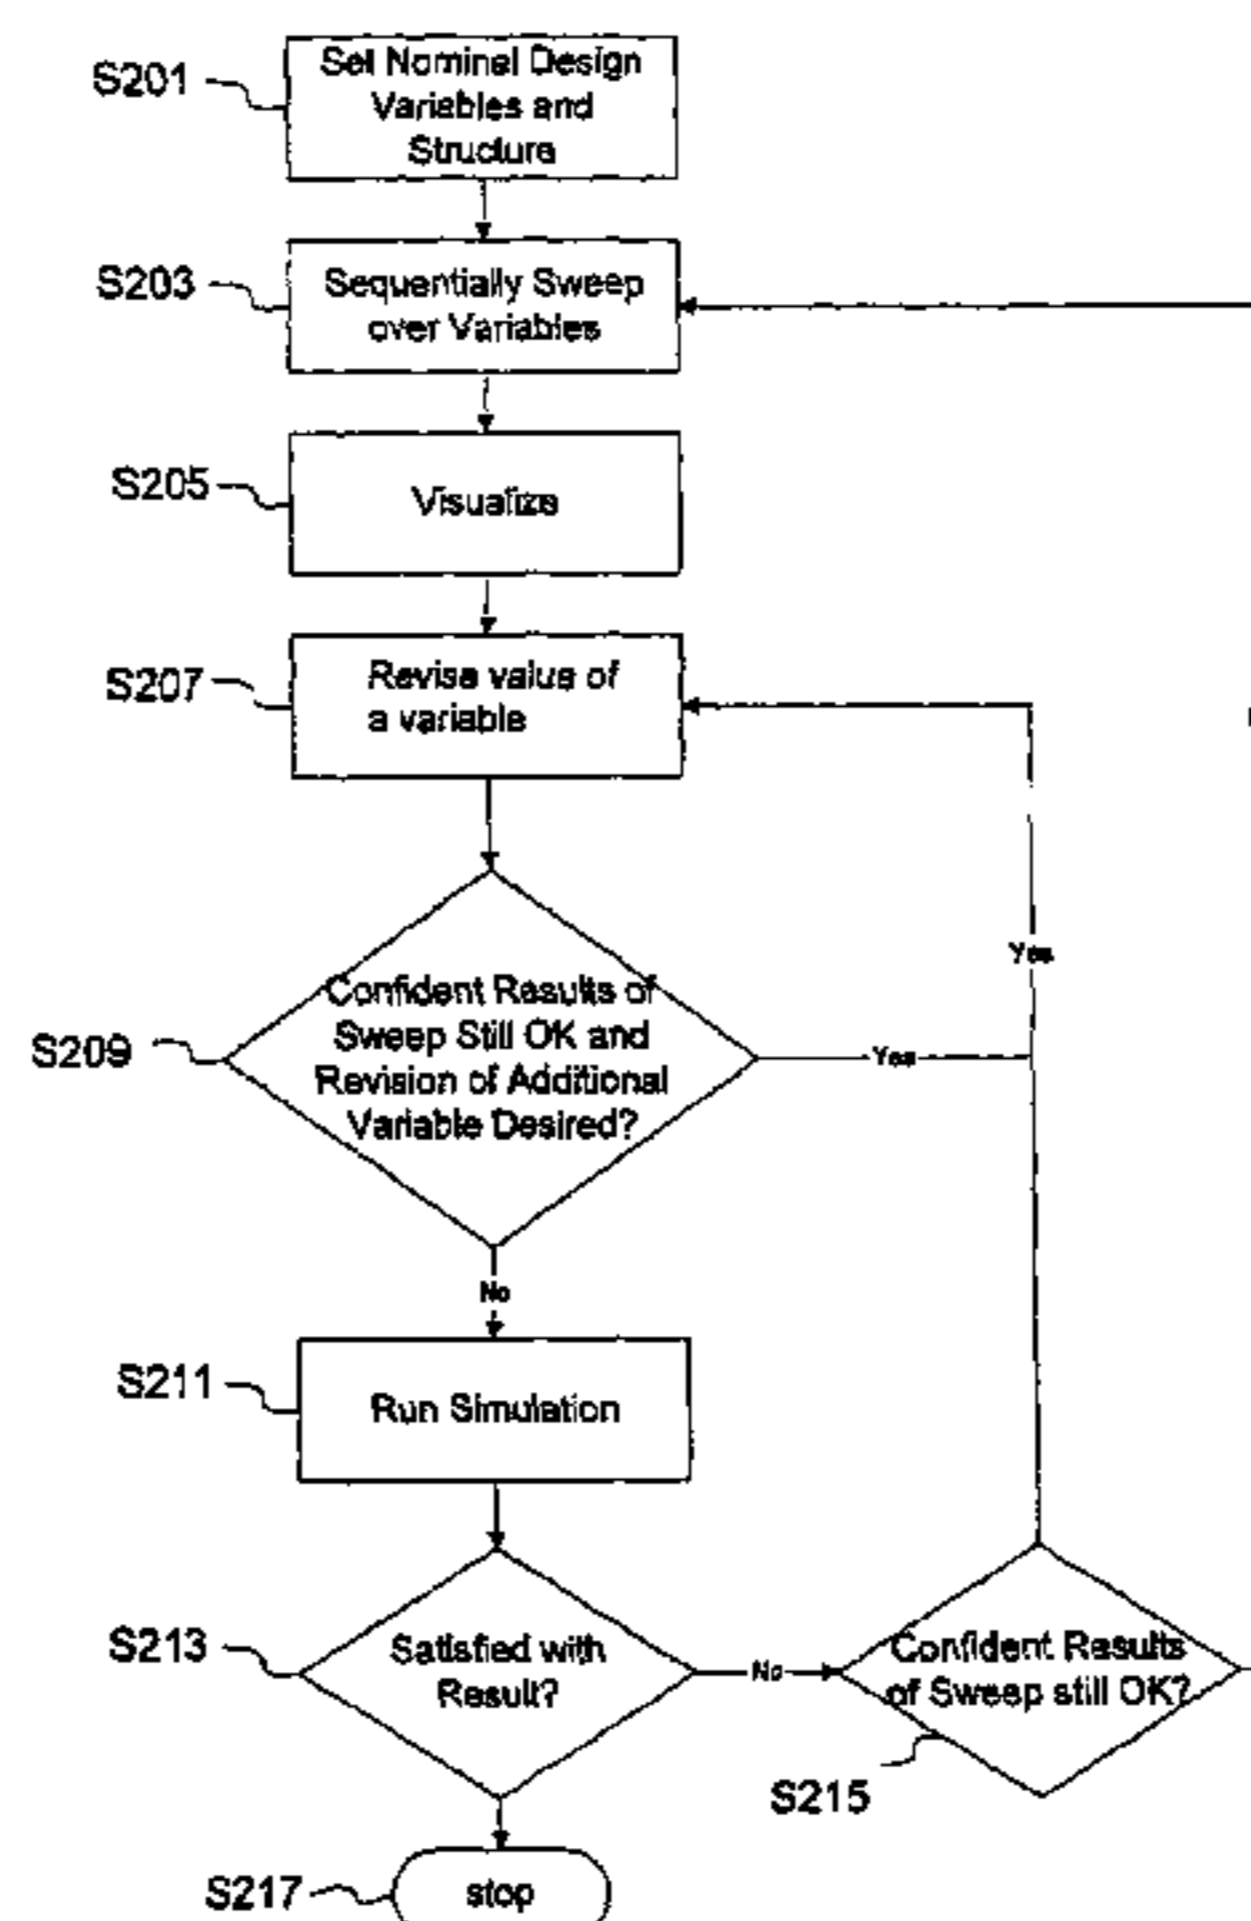 S201
Set Nominal Design
Variables and
Structure
S203
Sequentially Sweep
over Variables
S205
Visualize
S207
Revise value of
a variable
S209
Confident Results of
Sweep Still OK and
Revision of Additional
Variable Desired?
Yes
Yes
No
S211
Run Simulation
S213
Satisfied with
Result?
No
Confident Results
of Sweep still OK?
S215
S217
stop